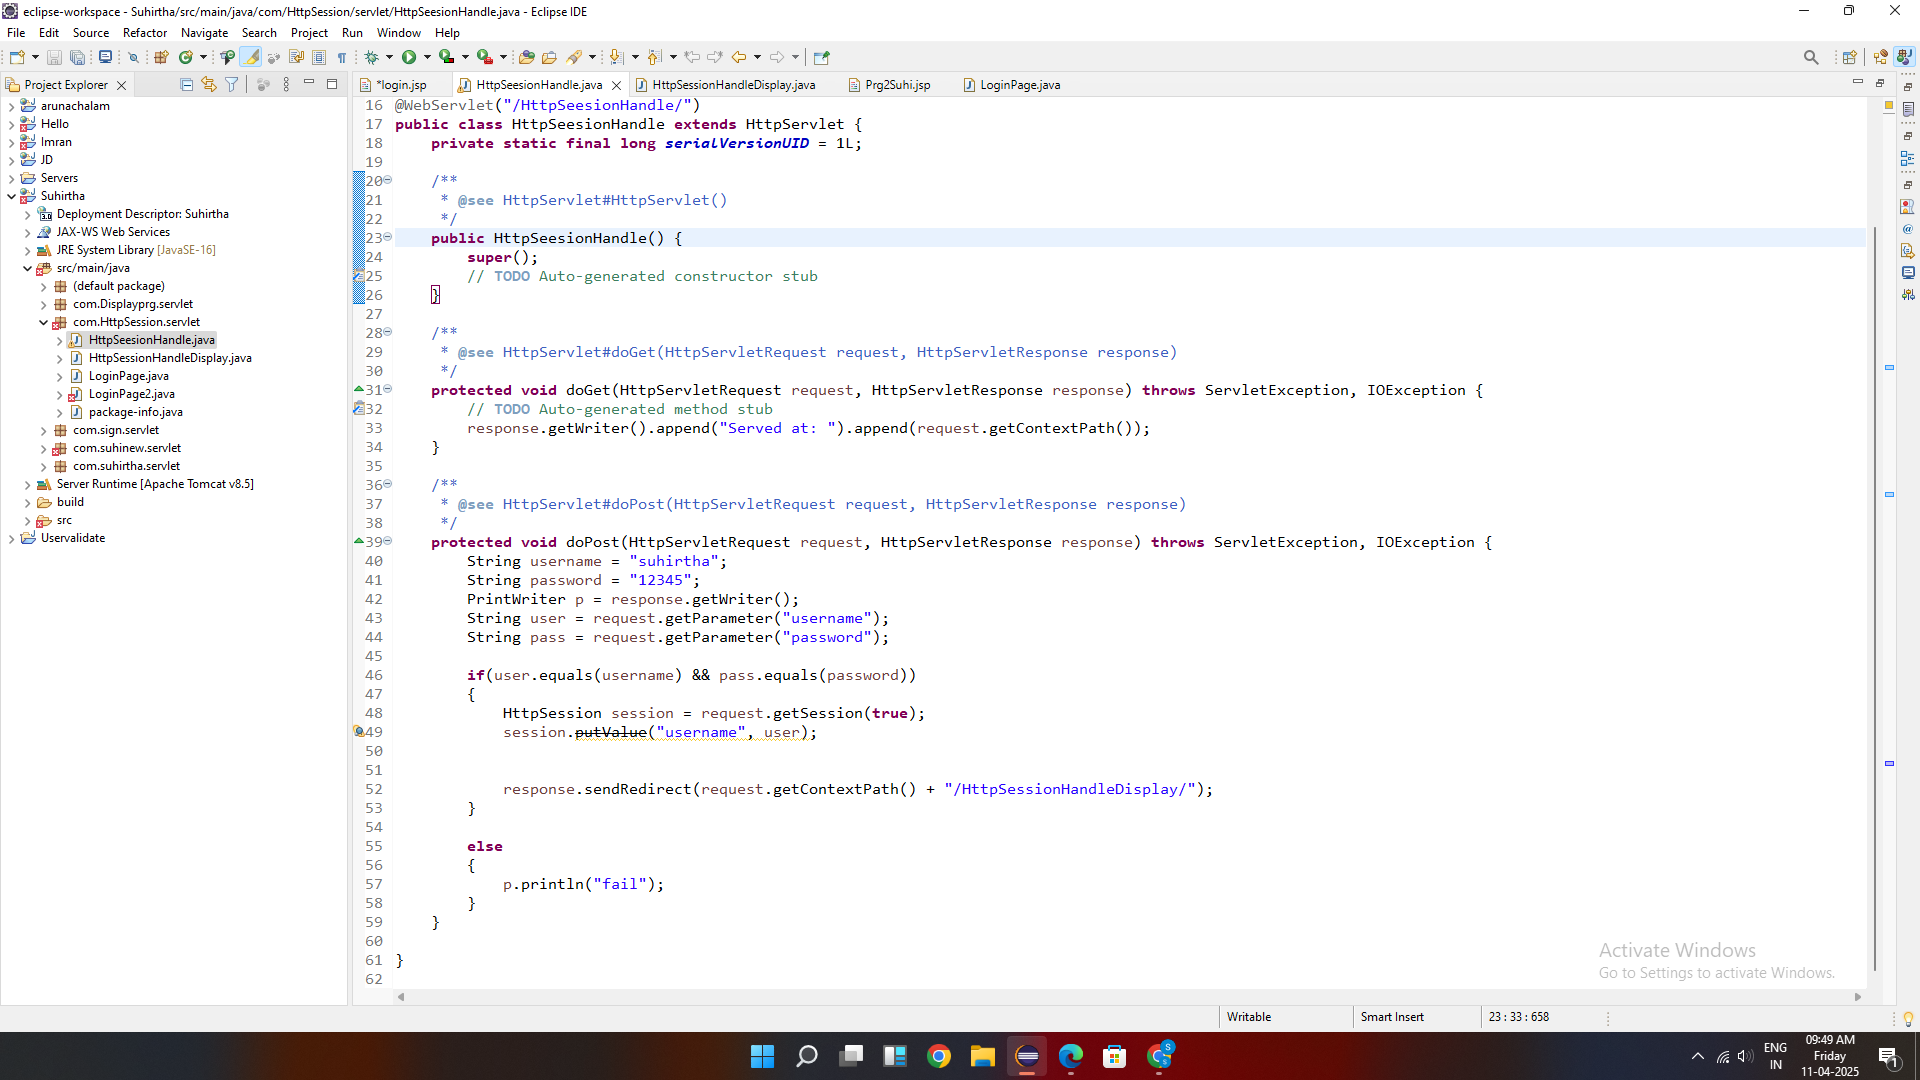 eclipse-workspace - Suhirtha/src/main/java/com/HttpSession/servlet/HttpSeesionHandle.java - Eclipse IDE
File Edit Source Refactor Navigate Search Project Run Window Help
Project Explorer
*login.jsp HttpSeesionHandle.java HttpSessionHandleDisplay.java Prg2Suhi.jsp LoginPage.java
arunachalam
Hello
Imran
JD
Servers
Suhirtha
Deployment Descriptor: Suhirtha
JAX-WS Web Services
JRE System Library [JavaSE-16]
src/main/java
(default package)
com.Displayprg.servlet
com.HttpSession.servlet
HttpSeesionHandle.java
HttpSessionHandleDisplay.java
LoginPage.java
LoginPage2.java
package-info.java
com.sign.servlet
com.suhinew.servlet
com.suhirtha.servlet
Server Runtime [Apache Tomcat v8.5]
build
src
Uservalidate
16 @WebServlet("/HttpSeesionHandle/")
17 public class HttpSeesionHandle extends HttpServlet {
18 private static final long serialVersionUID = 1L;
19
20 /**
21 * @see HttpServlet#HttpServlet()
22 */
23 public HttpSeesionHandle() {
24 super();
25 // TODO Auto-generated constructor stub
26 }
27
28 /**
29 * @see HttpServlet#doGet(HttpServletRequest request, HttpServletResponse response)
30 */
31 protected void doGet(HttpServletRequest request, HttpServletResponse response) throws ServletException, IOException {
32 // TODO Auto-generated method stub
33 response.getWriter().append("Served at: ").append(request.getContextPath());
34 }
35
36 /**
37 * @see HttpServlet#doPost(HttpServletRequest request, HttpServletResponse response)
38 */
39 protected void doPost(HttpServletRequest request, HttpServletResponse response) throws ServletException, IOException {
40 String username = "suhirtha";
41 String password = "12345";
42 PrintWriter p = response.getWriter();
43 String user = request.getParameter("username");
44 String pass = request.getParameter("password");
45
46 if(user.equals(username) && pass.equals(password))
47 {
48 HttpSession session = request.getSession(true);
49 session.putValue("username", user);
50
51
52 response.sendRedirect(request.getContextPath() + "/HttpSessionHandleDisplay/");
53 }
54
55 else
56 {
57 p.println("fail");
58 }
59 }
60
61 }
62
Activate Windows
Go to Settings to activate Windows.
Writable Smart Insert 23 : 33 : 658
ENG
IN
09:49 AM
Friday
11-04-2025
1
S